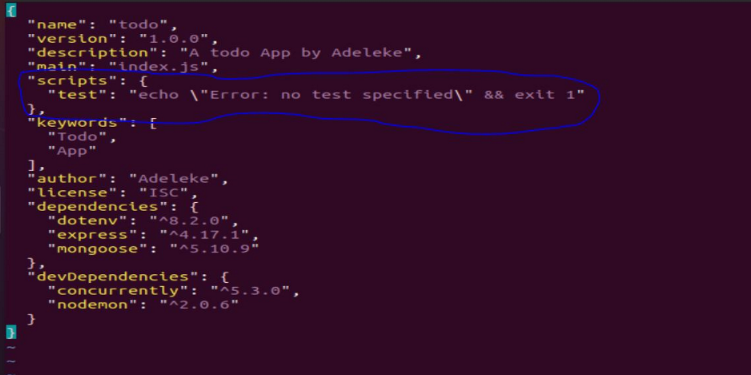 {
  "name": "todo",
  "version": "1.0.0",
  "description": "A todo App by Adeleke",
  "main": "index.js",
  "scripts": {
    "test": "echo \"Error: no test specified\" && exit 1"
  },
  "keywords": [
    "Todo",
    "App"
  ],
  "author": "Adeleke",
  "license": "ISC",
  "dependencies": {
    "dotenv": "^8.2.0",
    "express": "^4.17.1",
    "mongoose": "^5.10.9"
  },
  "devDependencies": {
    "concurrently": "^5.3.0",
    "nodemon": "^2.0.6"
  }
}
~
~